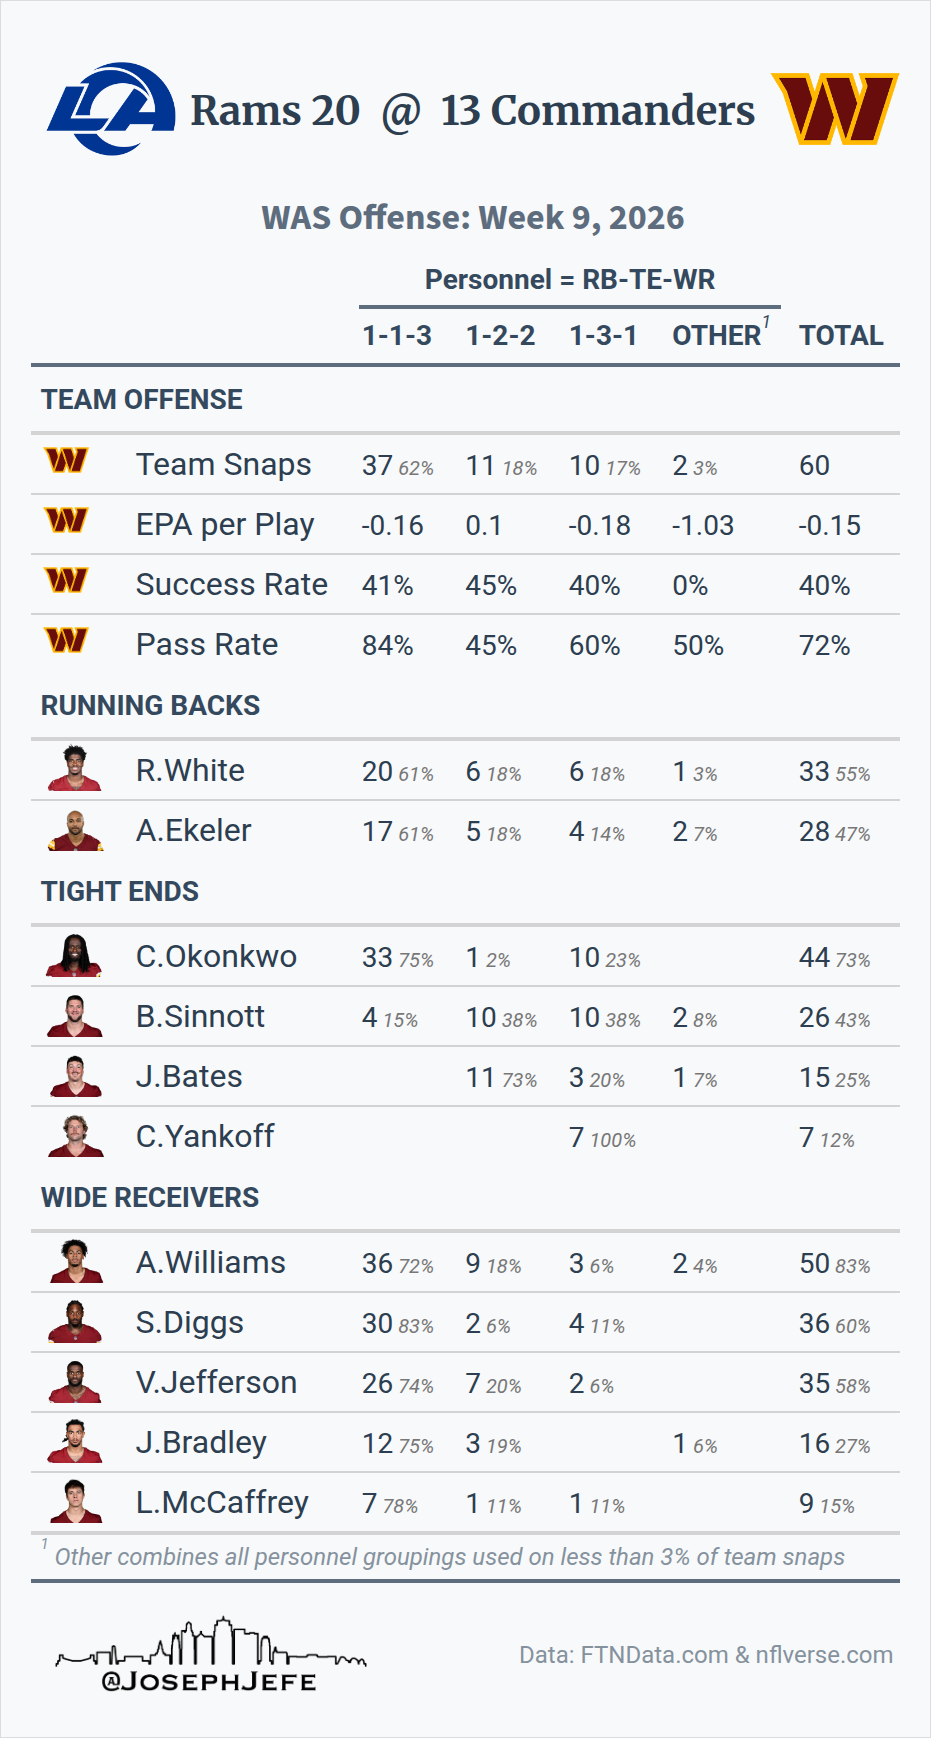 Rams 20 @ 13 Commanders
WAS Offense: Week 9, 2026
Personnel = RB-TE-WR
1-1-3 1-2-2 1-3-1 OTHER1 TOTAL
TEAM OFFENSE
Team Snaps 37 62% 11 18% 10 17% 2 3% 60
EPA per Play -0.16 0.1 -0.18 -1.03 -0.15
Success Rate 41% 45% 40% 0% 40%
Pass Rate 84% 45% 60% 50% 72%
RUNNING BACKS
R.White 20 61% 6 18% 6 18% 1 3% 33 55%
A.Ekeler 17 61% 5 18% 4 14% 2 7% 28 47%
TIGHT ENDS
C.Okonkwo 33 75% 1 2% 10 23% 44 73%
B.Sinnott 4 15% 10 38% 10 38% 2 8% 26 43%
J.Bates 11 73% 3 20% 1 7% 15 25%
C.Yankoff 7 100% 7 12%
WIDE RECEIVERS
A.Williams 36 72% 9 18% 3 6% 2 4% 50 83%
S.Diggs 30 83% 2 6% 4 11% 36 60%
V.Jefferson 26 74% 7 20% 2 6% 35 58%
J.Bradley 12 75% 3 19% 1 6% 16 27%
L.McCaffrey 7 78% 1 11% 1 11% 9 15%
1 Other combines all personnel groupings used on less than 3% of team snaps
@JOSEPHJEFE
Data: FTNData.com & nflverse.com